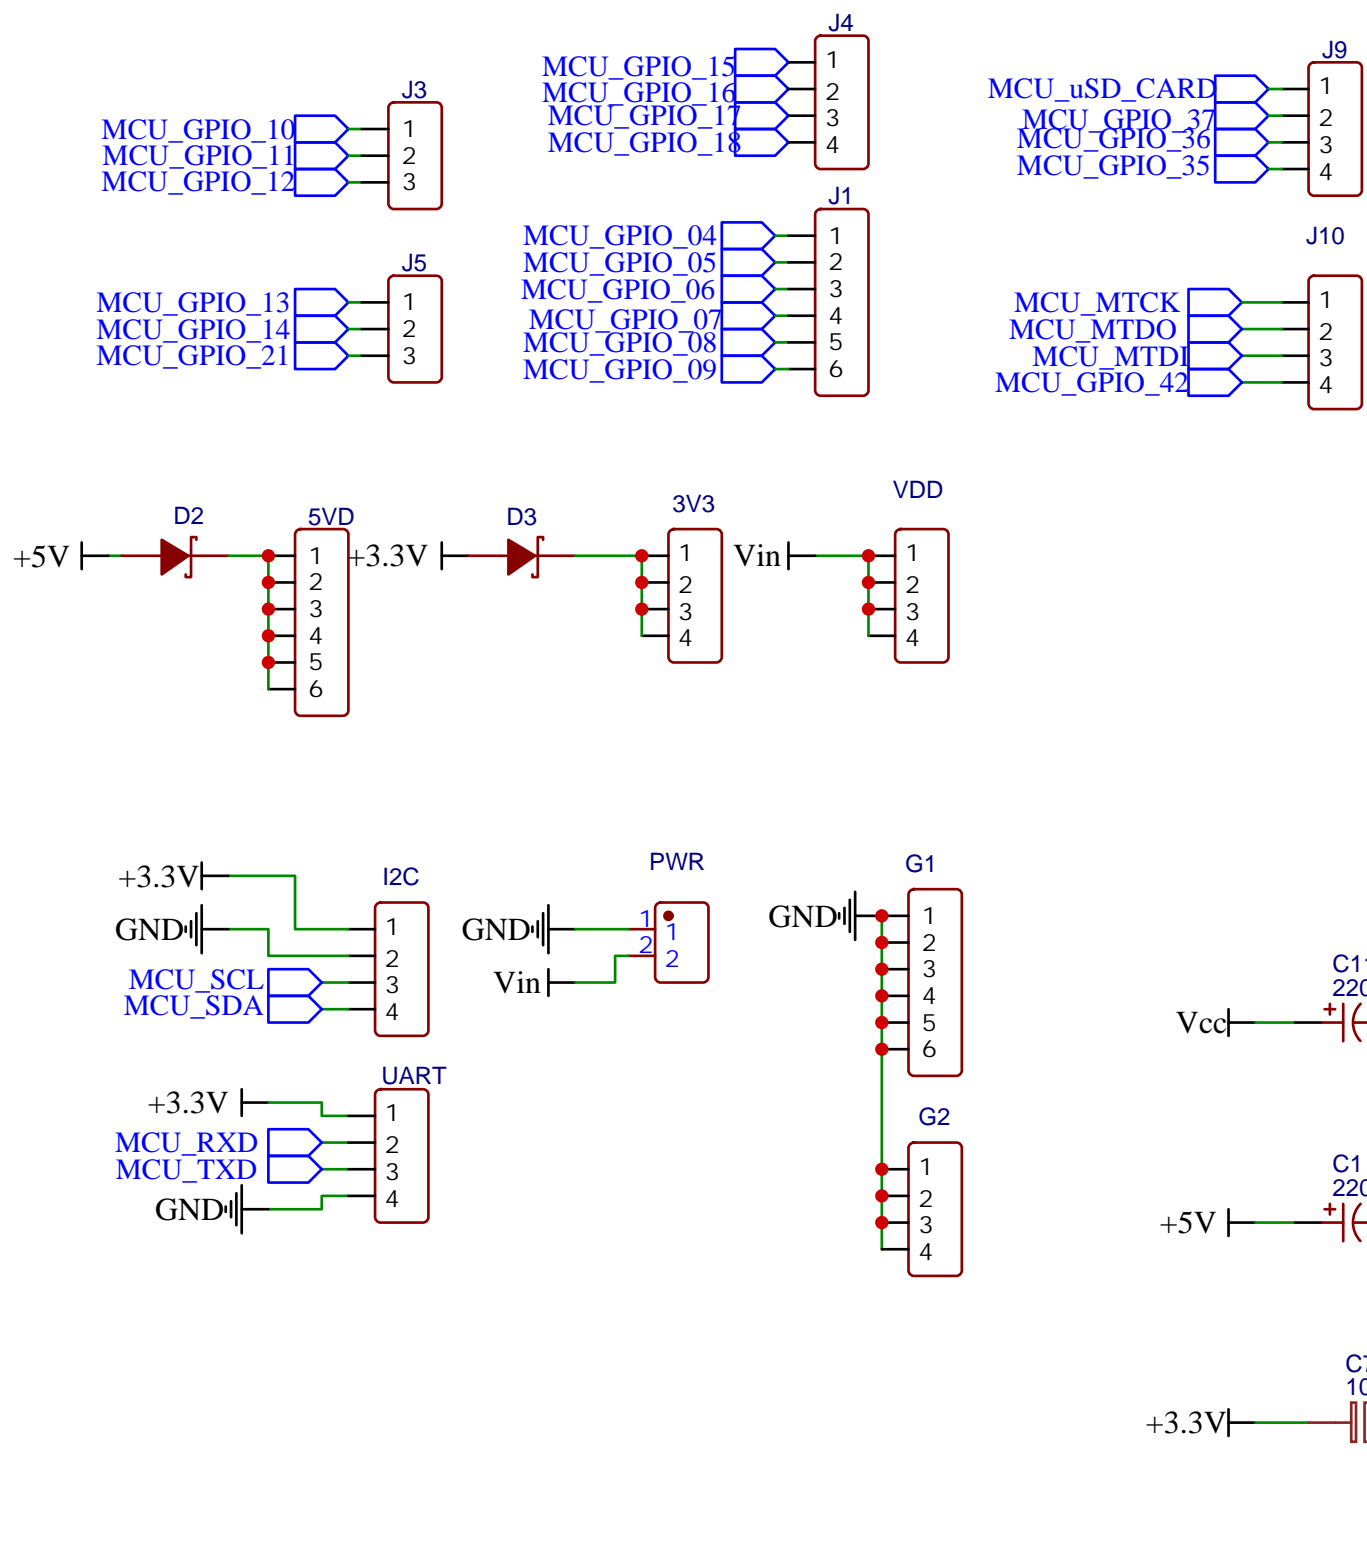 J3
MCU_GPIO_10 1
MCU_GPIO_11 2
MCU_GPIO_12 3
J4
MCU_GPIO_15 1
MCU_GPIO_16 2
MCU_GPIO_17 3
MCU_GPIO_18 4
J9
MCU_uSD_CARD 1
MCU_GPIO_37 2
MCU_GPIO_36 3
MCU_GPIO_35 4
J5
MCU_GPIO_13 1
MCU_GPIO_14 2
MCU_GPIO_21 3
J1
MCU_GPIO_04 1
MCU_GPIO_05 2
MCU_GPIO_06 3
MCU_GPIO_07 4
MCU_GPIO_08 5
MCU_GPIO_09 6
J10
MCU_MTCK 1
MCU_MTDO 2
MCU_MTDI 3
MCU_GPIO_42 4
D2 5VD
+5V 1
2
3
4
5
6
D3 3V3
+3.3V 1
2
3
4
VDD
Vin 1
2
3
4
I2C
+3.3V 1
GND 2
MCU_SCL 3
MCU_SDA 4
PWR
GND 1 1
Vin 2 2
G1
GND 1
2
3
4
5
6
UART
+3.3V 1
MCU_RXD 2
MCU_TXD 3
GND 4
G2
1
2
3
4
C11
220
Vcc +
C1
220
+5V +
C7
10
+3.3V